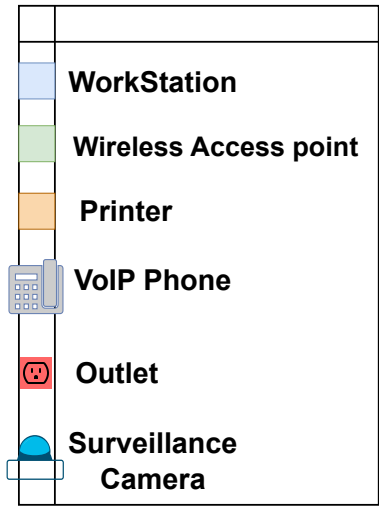 WorkStation
Wireless Access point
Printer
VoIP Phone
Outlet
Surveillance
Camera